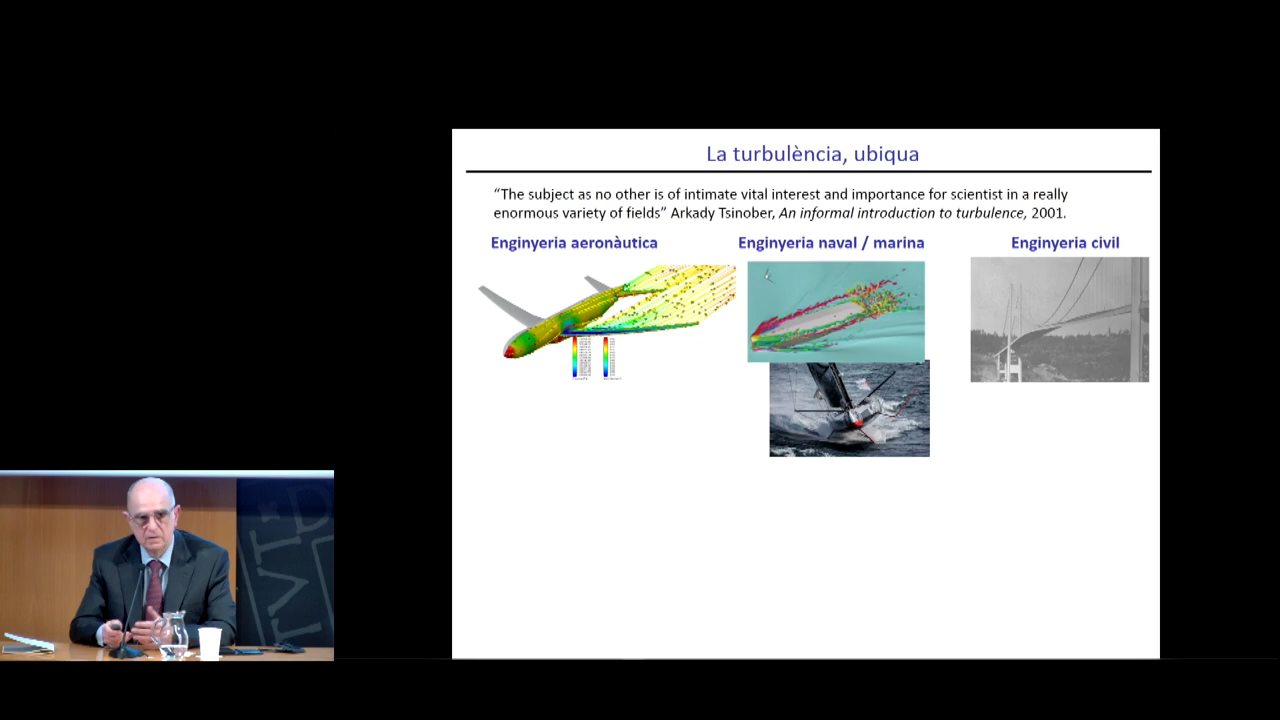 La turbulència, ubiqua
“The subject as no other is of intimate vital interest and importance for scientist in a really
enormous variety of fields” Arkady Tsinober, An informal introduction to turbulence, 2001.
Enginyeria aeronàutica
Enginyeria naval / marina
Enginyeria civil